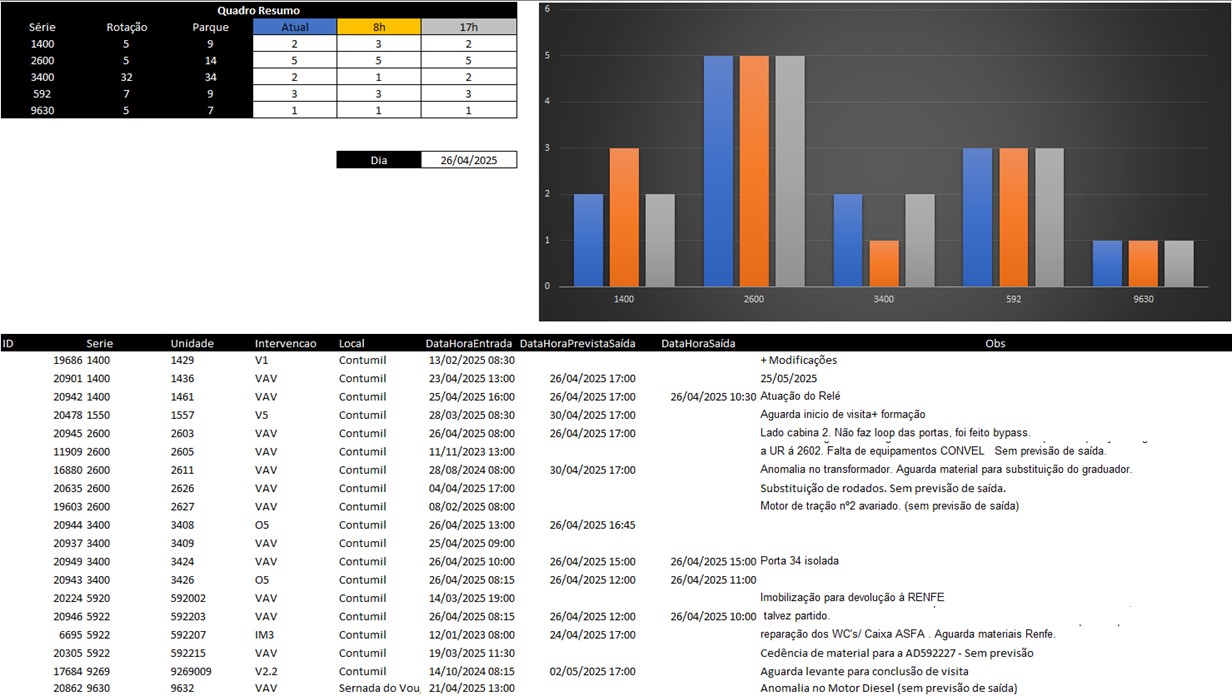 Quadro Resumo
Série Rotação Parque Atual 8h 17h
1400 5 9 2 3 2
2600 5 14 5 5 5
3400 32 34 2 1 2
592 7 9 3 3 3
9630 5 7 1 1 1
Dia 26/04/2025
6
5
4
3
2
1
0
1400 2600 3400 592 9630
ID Serie Unidade Intervencao Local DataHoraEntrada DataHoraPrevistaSaída DataHoraSaída Obs
19686 1400 1429 V1 Contumil 13/02/2025 08:30 + Modificações
20901 1400 1436 VAV Contumil 23/04/2025 13:00 26/04/2025 17:00 25/05/2025
20942 1400 1461 VAV Contumil 25/04/2025 16:00 26/04/2025 17:00 26/04/2025 10:30 Atuação do Relé
20478 1550 1557 V5 Contumil 28/03/2025 08:30 30/04/2025 17:00 Aguarda inicio de visita+ formação
20945 2600 2603 VAV Contumil 26/04/2025 08:00 26/04/2025 17:00 Lado cabina 2. Não faz loop das portas, foi feito bypass.
11909 2600 2605 VAV Contumil 11/11/2023 13:00 a UR á 2602. Falta de equipamentos CONVEL Sem previsão de saída.
16880 2600 2611 VAV Contumil 28/08/2024 08:00 30/04/2025 17:00 Anomalia no transformador. Aguarda material para substituição do graduador.
20635 2600 2626 VAV Contumil 04/04/2025 17:00 Substituição de rodados. Sem previsão de saída.
19603 2600 2627 VAV Contumil 08/02/2025 08:00 Motor de tração nº2 avariado. (sem previsão de saída)
20944 3400 3408 O5 Contumil 26/04/2025 13:00 26/04/2025 16:45
20937 3400 3409 VAV Contumil 25/04/2025 09:00
20949 3400 3424 VAV Contumil 26/04/2025 10:00 26/04/2025 15:00 26/04/2025 15:00 Porta 34 isolada
20943 3400 3426 O5 Contumil 26/04/2025 08:15 26/04/2025 12:00 26/04/2025 11:00
20224 5920 592002 VAV Contumil 14/03/2025 19:00 Imobilização para devolução à RENFE
20946 5922 592203 VAV Contumil 26/04/2025 08:15 26/04/2025 12:00 26/04/2025 10:00 talvez partido.
6695 5922 592207 IM3 Contumil 12/01/2023 08:00 24/04/2025 17:00 reparação dos WC's/ Caixa ASFA . Aguarda materiais Renfe.
20305 5922 592215 VAV Contumil 19/03/2025 11:30 Cedência de material para a AD592227 - Sem previsão
17684 9269 9269009 V2.2 Contumil 14/10/2024 08:15 02/05/2025 17:00 Aguarda levante para conclusão de visita
20862 9630 9632 VAV Sernada do Vou 21/04/2025 13:00 Anomalia no Motor Diesel (sem previsão de saída)